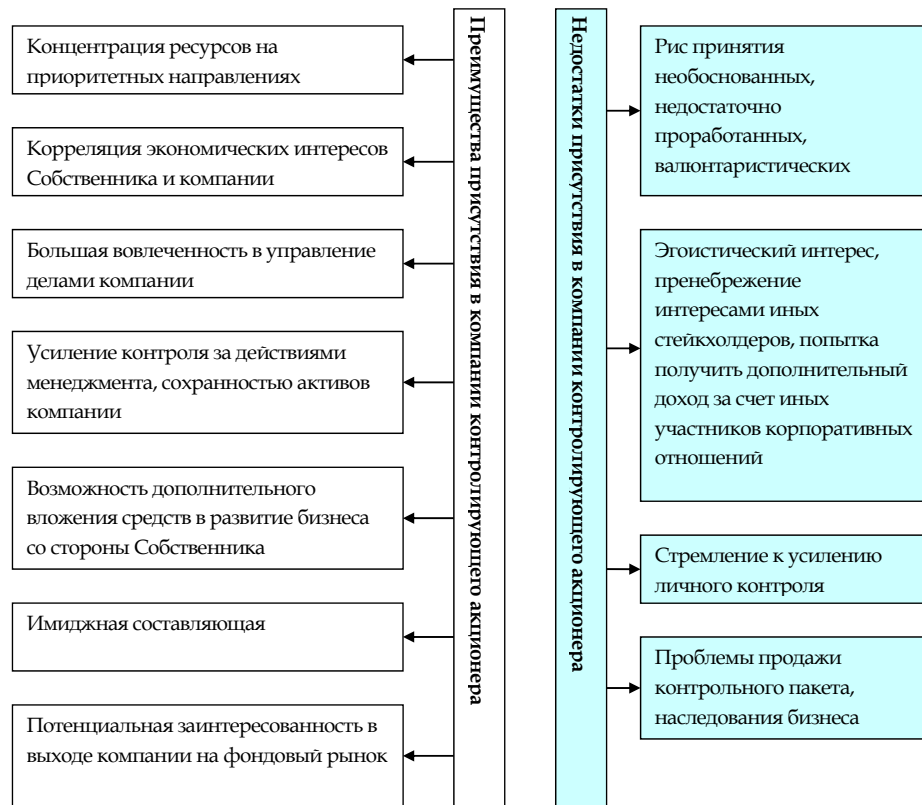 Концентрация ресурсов на
приоритетных направлениях
Корреляция экономических интересов
Собственника и компании
Большая вовлеченность в управление
делами компании
Усиление контроля за действиями
менеджмента, сохранностью активов
компании
Возможность дополнительного
вложения средств в развитие бизнеса
со стороны Собственника
Имиджная составляющая
Потенциальная заинтересованность в
выходе компании на фондовый рынок
Преимущества присутствия в компании контролирующего акционера
Недостатки присутствия в компании контролирующего акционера
Рис принятия
необоснованных,
недостаточно
проработанных,
валюнтаристических
Эгоистический интерес,
пренебрежение
интересами иных
стейкхолдеров, попытка
получить дополнительный
доход за счет иных
участников корпоративных
отношений
Стремление к усилению
личного контроля
Проблемы продажи
контрольного пакета,
наследования бизнеса